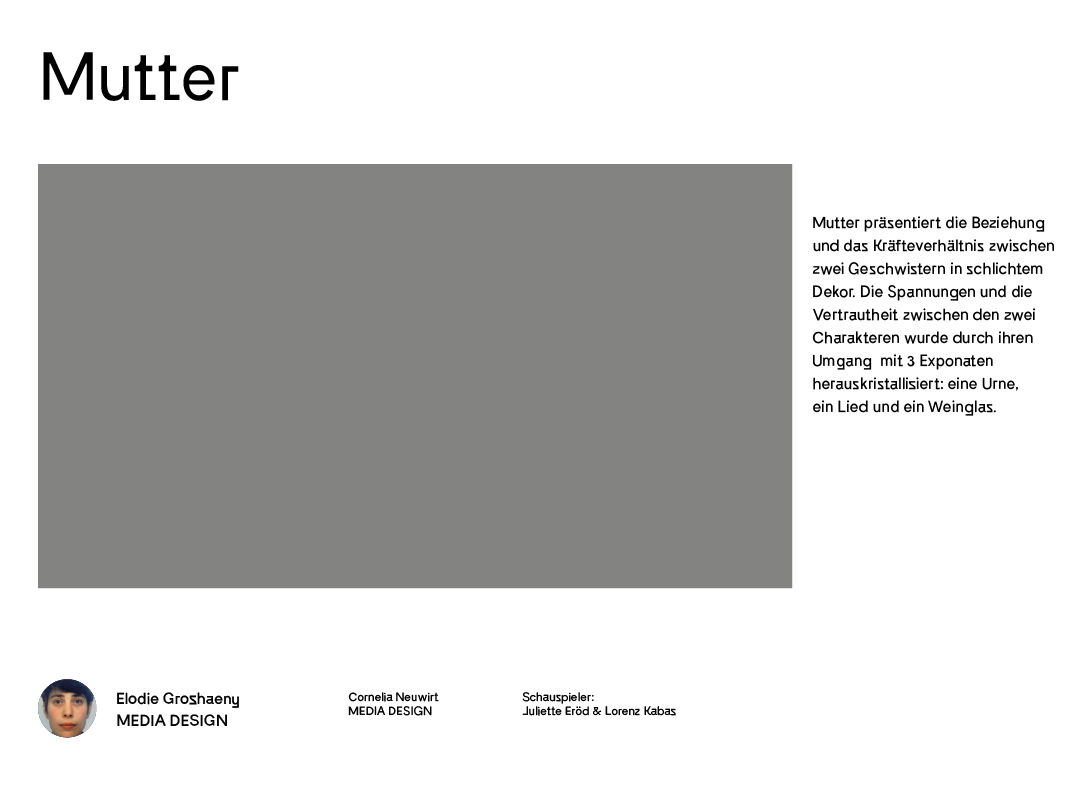 Mutter
Mutter präsentiert die Beziehung
und das Kräfteverhältnis zwischen
zwei Geschwistern in schlichtem
Dekor. Die Spannungen und die
Vertrautheit zwischen den zwei
Charakteren wurde durch ihren
Umgang  mit 3 Exponaten
herauskristallisiert: eine Urne,
ein Lied und ein Weinglas.
Elodie Groshaeny
MEDIA DESIGN
Cornelia Neuwirt
MEDIA DESIGN
Schauspieler:
Juliette Eröd & Lorenz Kabas